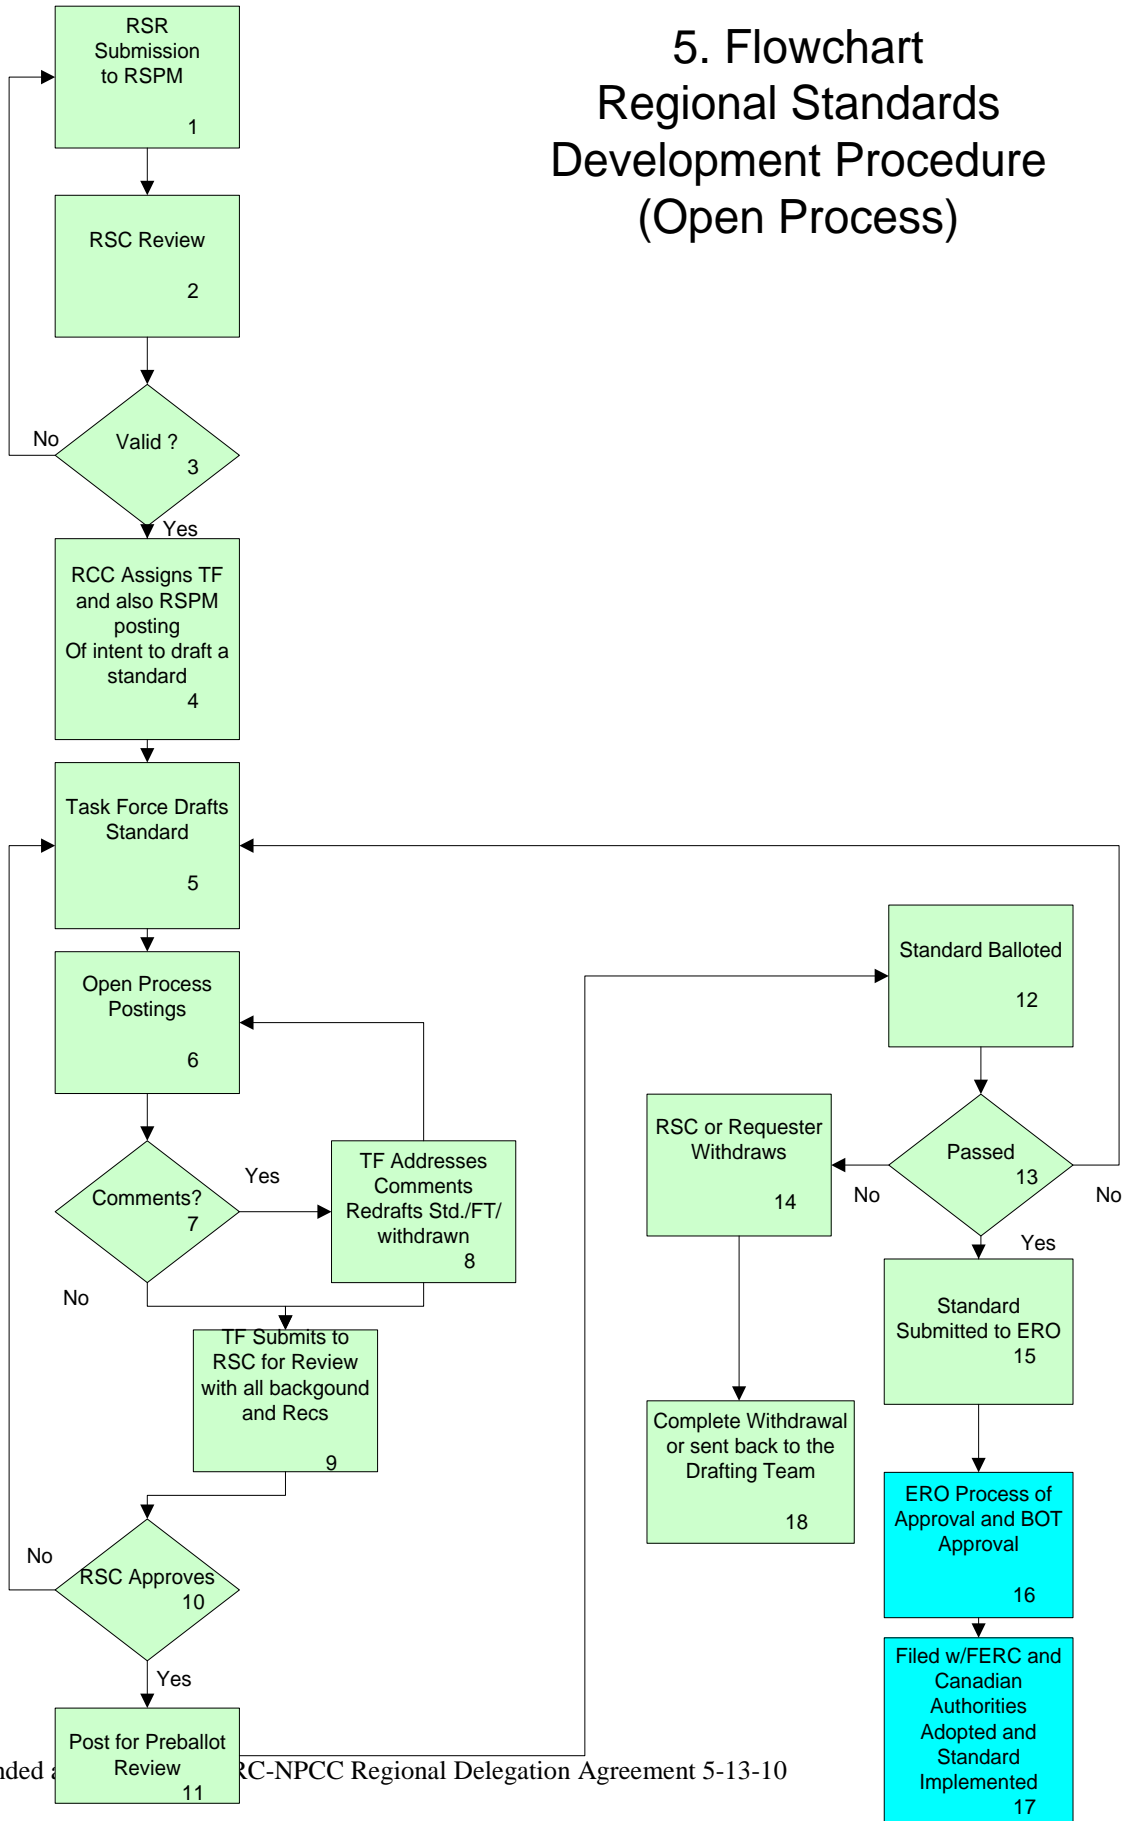 5. Flowchart
Regional Standards
Development Procedure
(Open Process)
RSR
Submission
to RSPM
1
RSC Review
2
Valid ?
3
No
Yes
RCC Assigns TF
and also RSPM
posting
Of intent to draft a
standard
4
Task Force Drafts
Standard
5
Open Process
Postings
6
Comments?
7
Yes
No
TF Addresses
Comments
Redrafts Std./FT/
withdrawn
8
TF Submits to
RSC for Review
with all backgound
and Recs
9
RSC Approves
10
No
Yes
Post for Preballot
Review
11
Standard Balloted
12
Passed
13
No
No
Yes
RSC or Requester
Withdraws
14
Complete Withdrawal
or sent back to the
Drafting Team
18
Standard
Submitted to ERO
15
ERO Process of
Approval and BOT
Approval
16
Filed w/FERC and
Canadian
Authorities
Adopted and
Standard
Implemented
17
RC-NPCC Regional Delegation Agreement 5-13-10